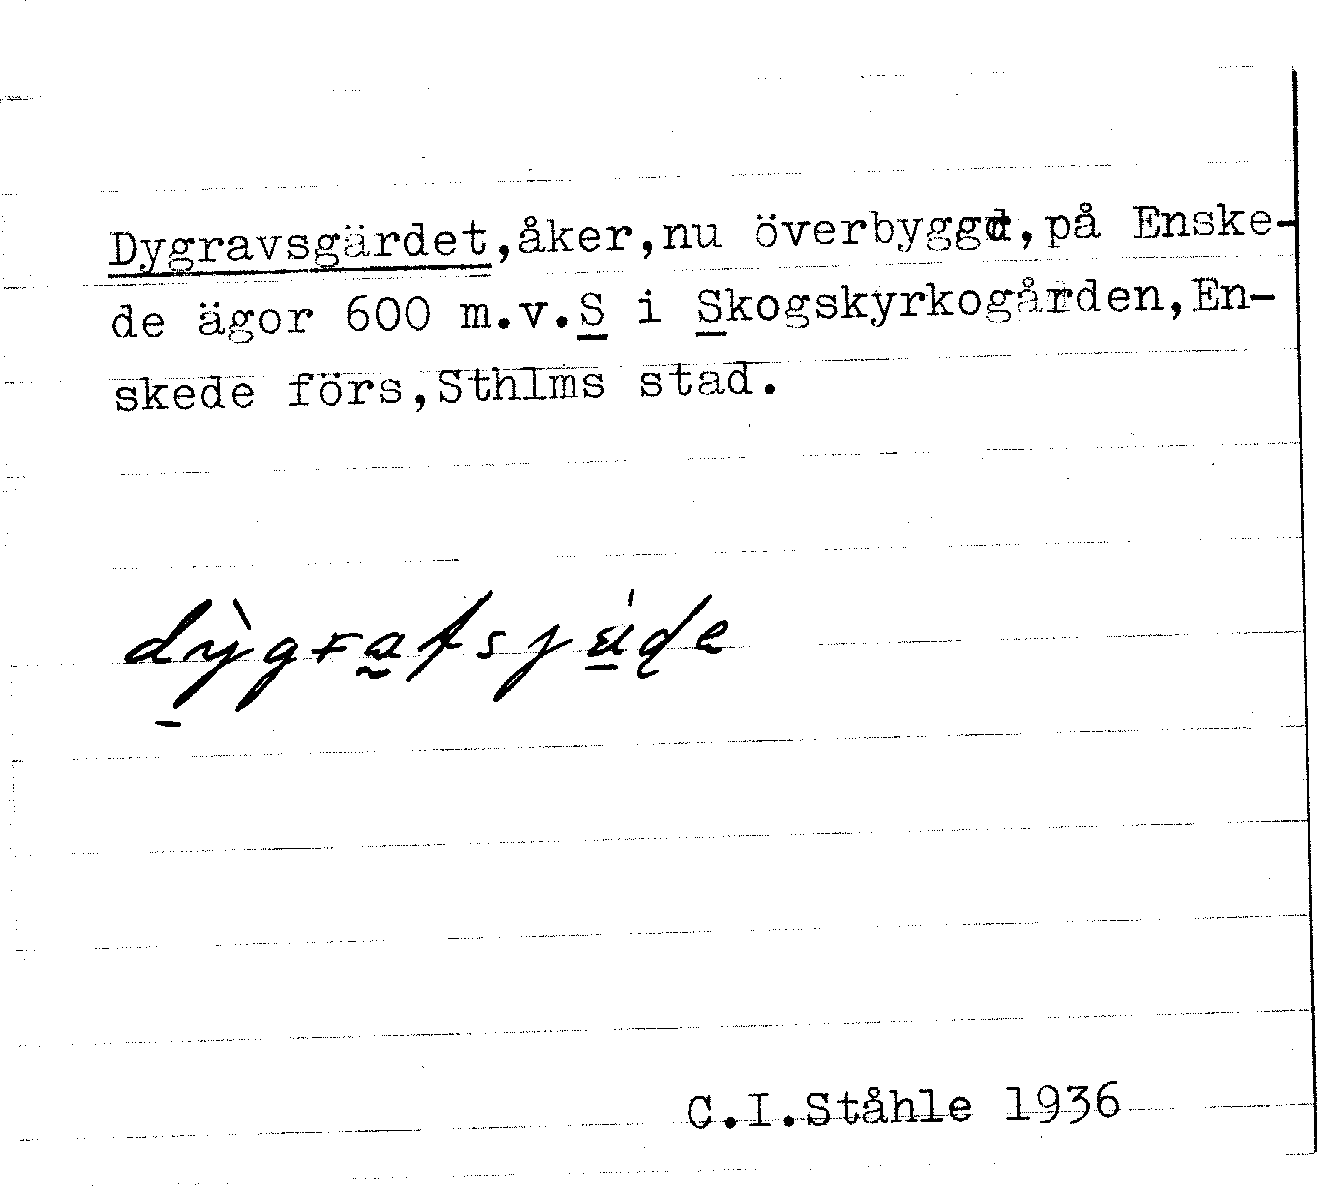 Dygravsgärdet,åker,nu överbyggd,på Enske-
de ägor 600 m.v.S i Skogskyrkogården,En-
skede förs,Sthlms stad.
C.I.Ståhle 1936